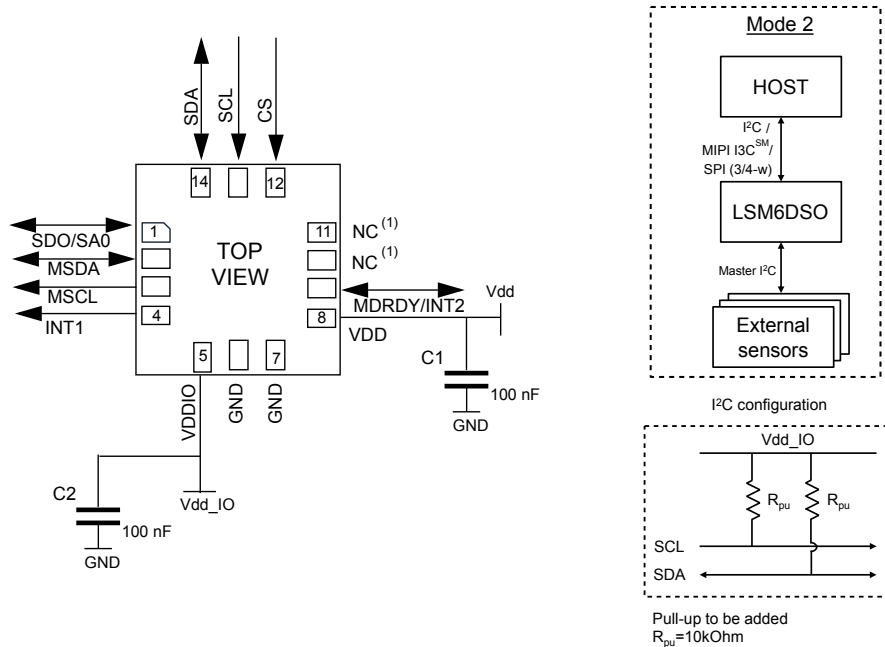 SDA
SCL
CS
14
12
1
11
NC (1)
SDO/SA0
TOP
VIEW
NC (1)
MSDA
MSCL
MDRDY/INT2
Vdd
4
8
INT1
VDD
5
7
C1
100 nF
GND
VDDIO
GND
GND
C2
Vdd_IO
100 nF
GND
Mode 2
HOST
I²C /
MIPI I3C^SM/
SPI (3/4-w)
LSM6DSO
Master I²C
External
sensors
I²C configuration
Vdd_IO
Rpu
Rpu
SCL
SDA
Pull-up to be added
Rpu=10kOhm